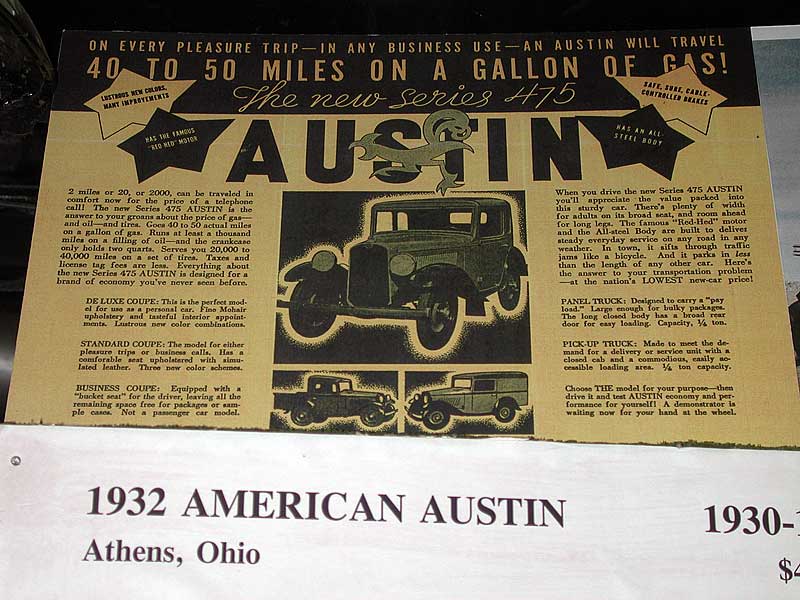 ON EVERY PLEASURE TRIP—IN ANY BUSINESS USE—AN AUSTIN WILL TRAVEL
40 TO 50 MILES ON A GALLON OF GAS!
The new Series 475
AUSTIN
LUSTROUS NEW COLORS,
MANY IMPROVEMENTS
HAS THE FAMOUS
"RED HED" MOTOR
SAFE, SURE, CABLE-
CONTROLLED BRAKES
HAS AN ALL-
STEEL BODY
2 miles or 20, or 2000, can be traveled in
comfort now for the price of a telephone
call! The new Series 475 AUSTIN is the
answer to your groans about the price of gas—
and oil—and tires. Goes 40 to 50 actual miles
on a gallon of gas. Runs at least a thousand
miles on a filling of oil—and the crankcase
only holds two quarts. Serves you 20,000 to
40,000 miles on a set of tires. Taxes and
license tag fees are less. Everything about
the new Series 475 AUSTIN is designed for a
brand of economy you've never seen before.
DE LUXE COUPE: This is the perfect mod-
el for use as a personal car. Fine Mohair
upholstery and tasteful interior appoint-
ments. Lustrous new color combinations.
STANDARD COUPE: The model for either
pleasure trips or business calls. Has a
comforable seat upholstered with simu-
lated leather. Three new color schemes.
BUSINESS COUPE: Equipped with a
"bucket seat" for the driver, leaving all the
remaining space free for packages or sam-
ple cases. Not a passenger car model.
When you drive the new Series 475 AUSTIN
you'll appreciate the value packed into
this sturdy car. There's plenty of width
for adults on its broad seat, and room ahead
for long legs. The famous "Red-Hed" motor
and the All-steel Body are built to deliver
steady everyday service on any road in any
weather. In town, it sifts through traffic
jams like a bicycle. And it parks in less
than the length of any other car. Here's
the answer to your transportation problem
—at the nation's LOWEST new-car price!
PANEL TRUCK: Designed to carry a "pay
load." Large enough for bulky packages.
The long closed body has a broad rear
door for easy loading. Capacity, ¼ ton.
PICK-UP TRUCK: Made to meet the de-
mand for a delivery or service unit with a
closed cab and a commodious, easily ac-
cessible loading area. ¼ ton capacity.
Choose THE model for your purpose—then
drive it and test AUSTIN economy and per-
formance for yourself! A demonstrator is
waiting now for your hand at the wheel.
1932 AMERICAN AUSTIN
Athens, Ohio
1930-1
$4